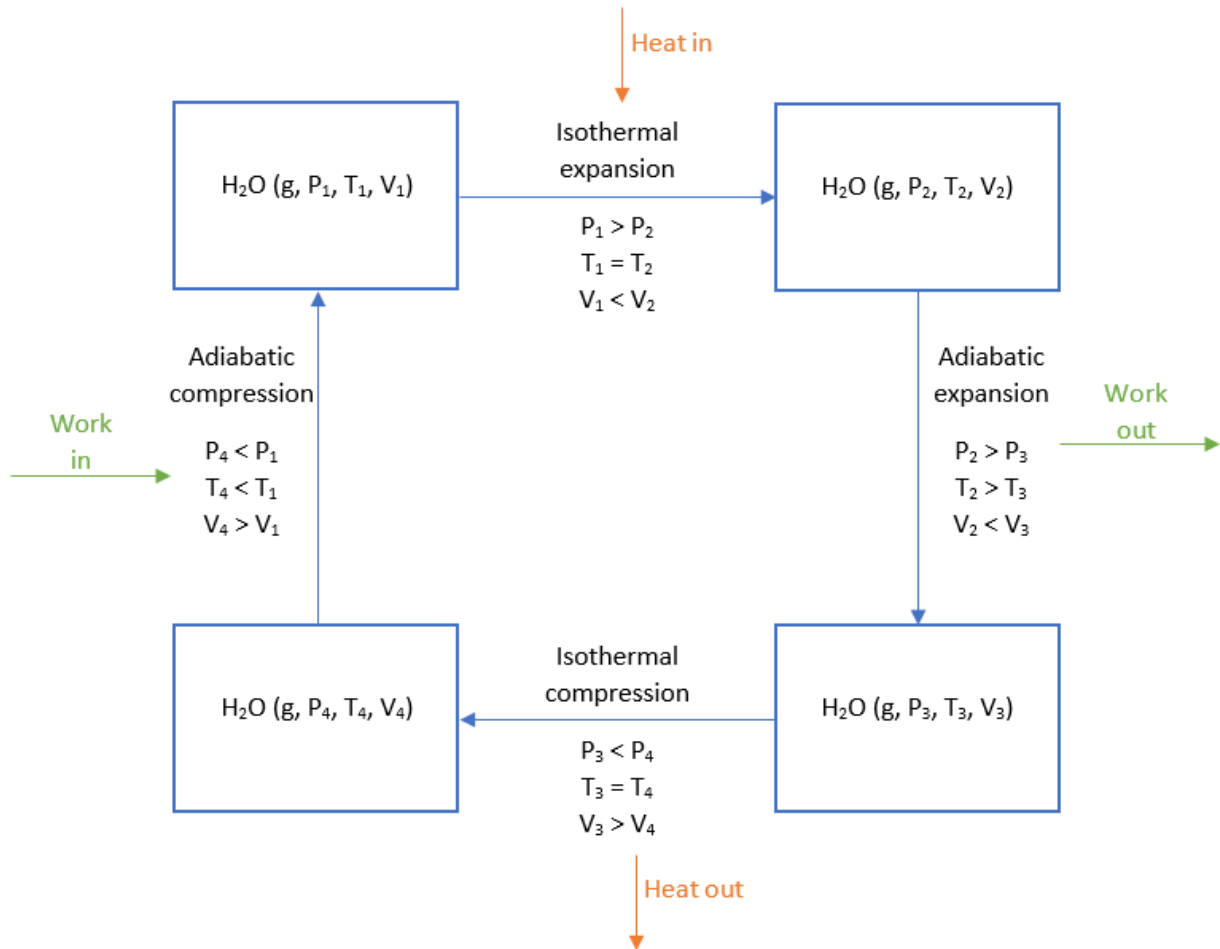 Heat in
H₂O (g, P₁, T₁, V₁)
Isothermal
expansion
P₁ > P₂
T₁ = T₂
V₁ < V₂
H₂O (g, P₂, T₂, V₂)
Adiabatic
compression
P₄ < P₁
T₄ < T₁
V₄ > V₁
Work
in
Adiabatic
expansion
P₂ > P₃
T₂ > T₃
V₂ < V₃
Work
out
H₂O (g, P₄, T₄, V₄)
Isothermal
compression
P₃ < P₄
T₃ = T₄
V₃ > V₄
H₂O (g, P₃, T₃, V₃)
Heat out